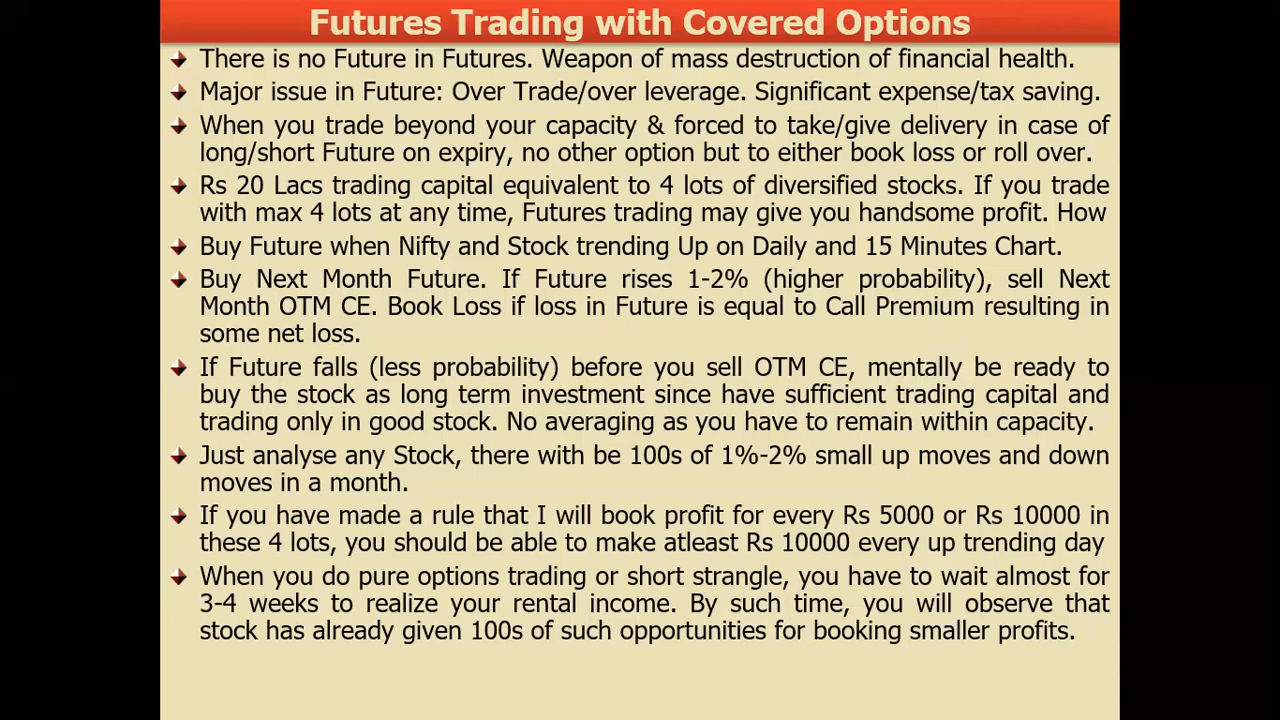 Futures Trading with Covered Options
There is no Future in Futures. Weapon of mass destruction of financial health.
Major issue in Future: Over Trade/over leverage. Significant expense/tax saving.
When you trade beyond your capacity & forced to take/give delivery in case of
long/short Future on expiry, no other option but to either book loss or roll over.
Rs 20 Lacs trading capital equivalent to 4 lots of diversified stocks. If you trade
with max 4 lots at any time, Futures trading may give you handsome profit. How
Buy Future when Nifty and Stock trending Up on Daily and 15 Minutes Chart.
Buy Next Month Future. If Future rises 1-2% (higher probability), sell Next
Month OTM CE. Book Loss if loss in Future is equal to Call Premium resulting in
some net loss.
If Future falls (less probability) before you sell OTM CE, mentally be ready to
buy the stock as long term investment since have sufficient trading capital and
trading only in good stock. No averaging as you have to remain within capacity.
Just analyse any Stock, there with be 100s of 1%-2% small up moves and down
moves in a month.
If you have made a rule that I will book profit for every Rs 5000 or Rs 10000 in
these 4 lots, you should be able to make atleast Rs 10000 every up trending day
When you do pure options trading or short strangle, you have to wait almost for
3-4 weeks to realize your rental income. By such time, you will observe that
stock has already given 100s of such opportunities for booking smaller profits.